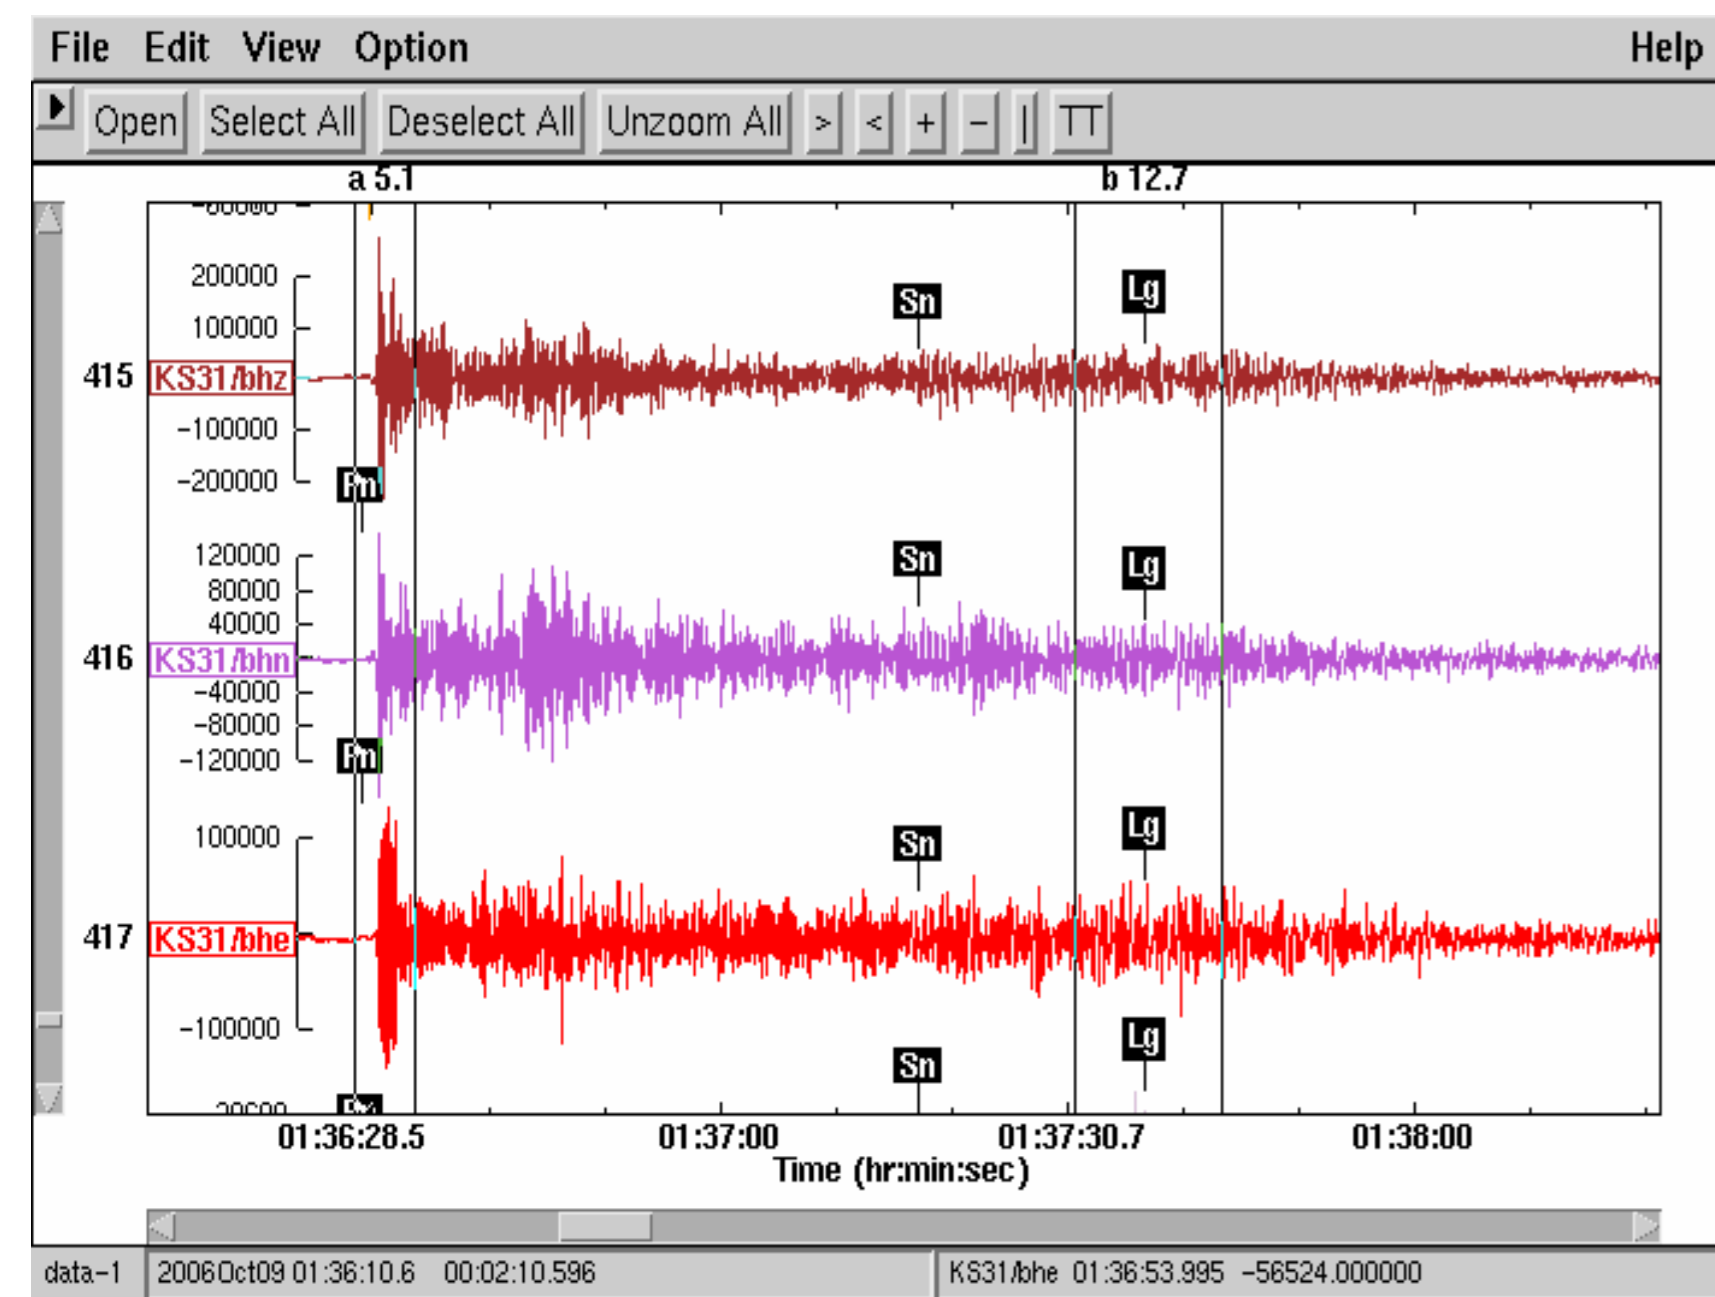 File Edit View Option Help
Open Select All Deselect All Unzoom All > < + - | TT
a 5.1 b 12.7
200000
100000
415 KS31/bhz
-100000
-200000
Pn Sn Lg
120000
80000
40000
416 KS31/bhn
-40000
-80000
-120000
Pn Sn Lg
100000
417 KS31/bhe
-100000
Sn Lg
Sn Lg
01:36:28.5 01:37:00 01:37:30.7 01:38:00
Time (hr:min:sec)
data-1 2006Oct09 01:36:10.6 00:02:10.596 KS31/bhe 01:36:53.995 -56524.000000